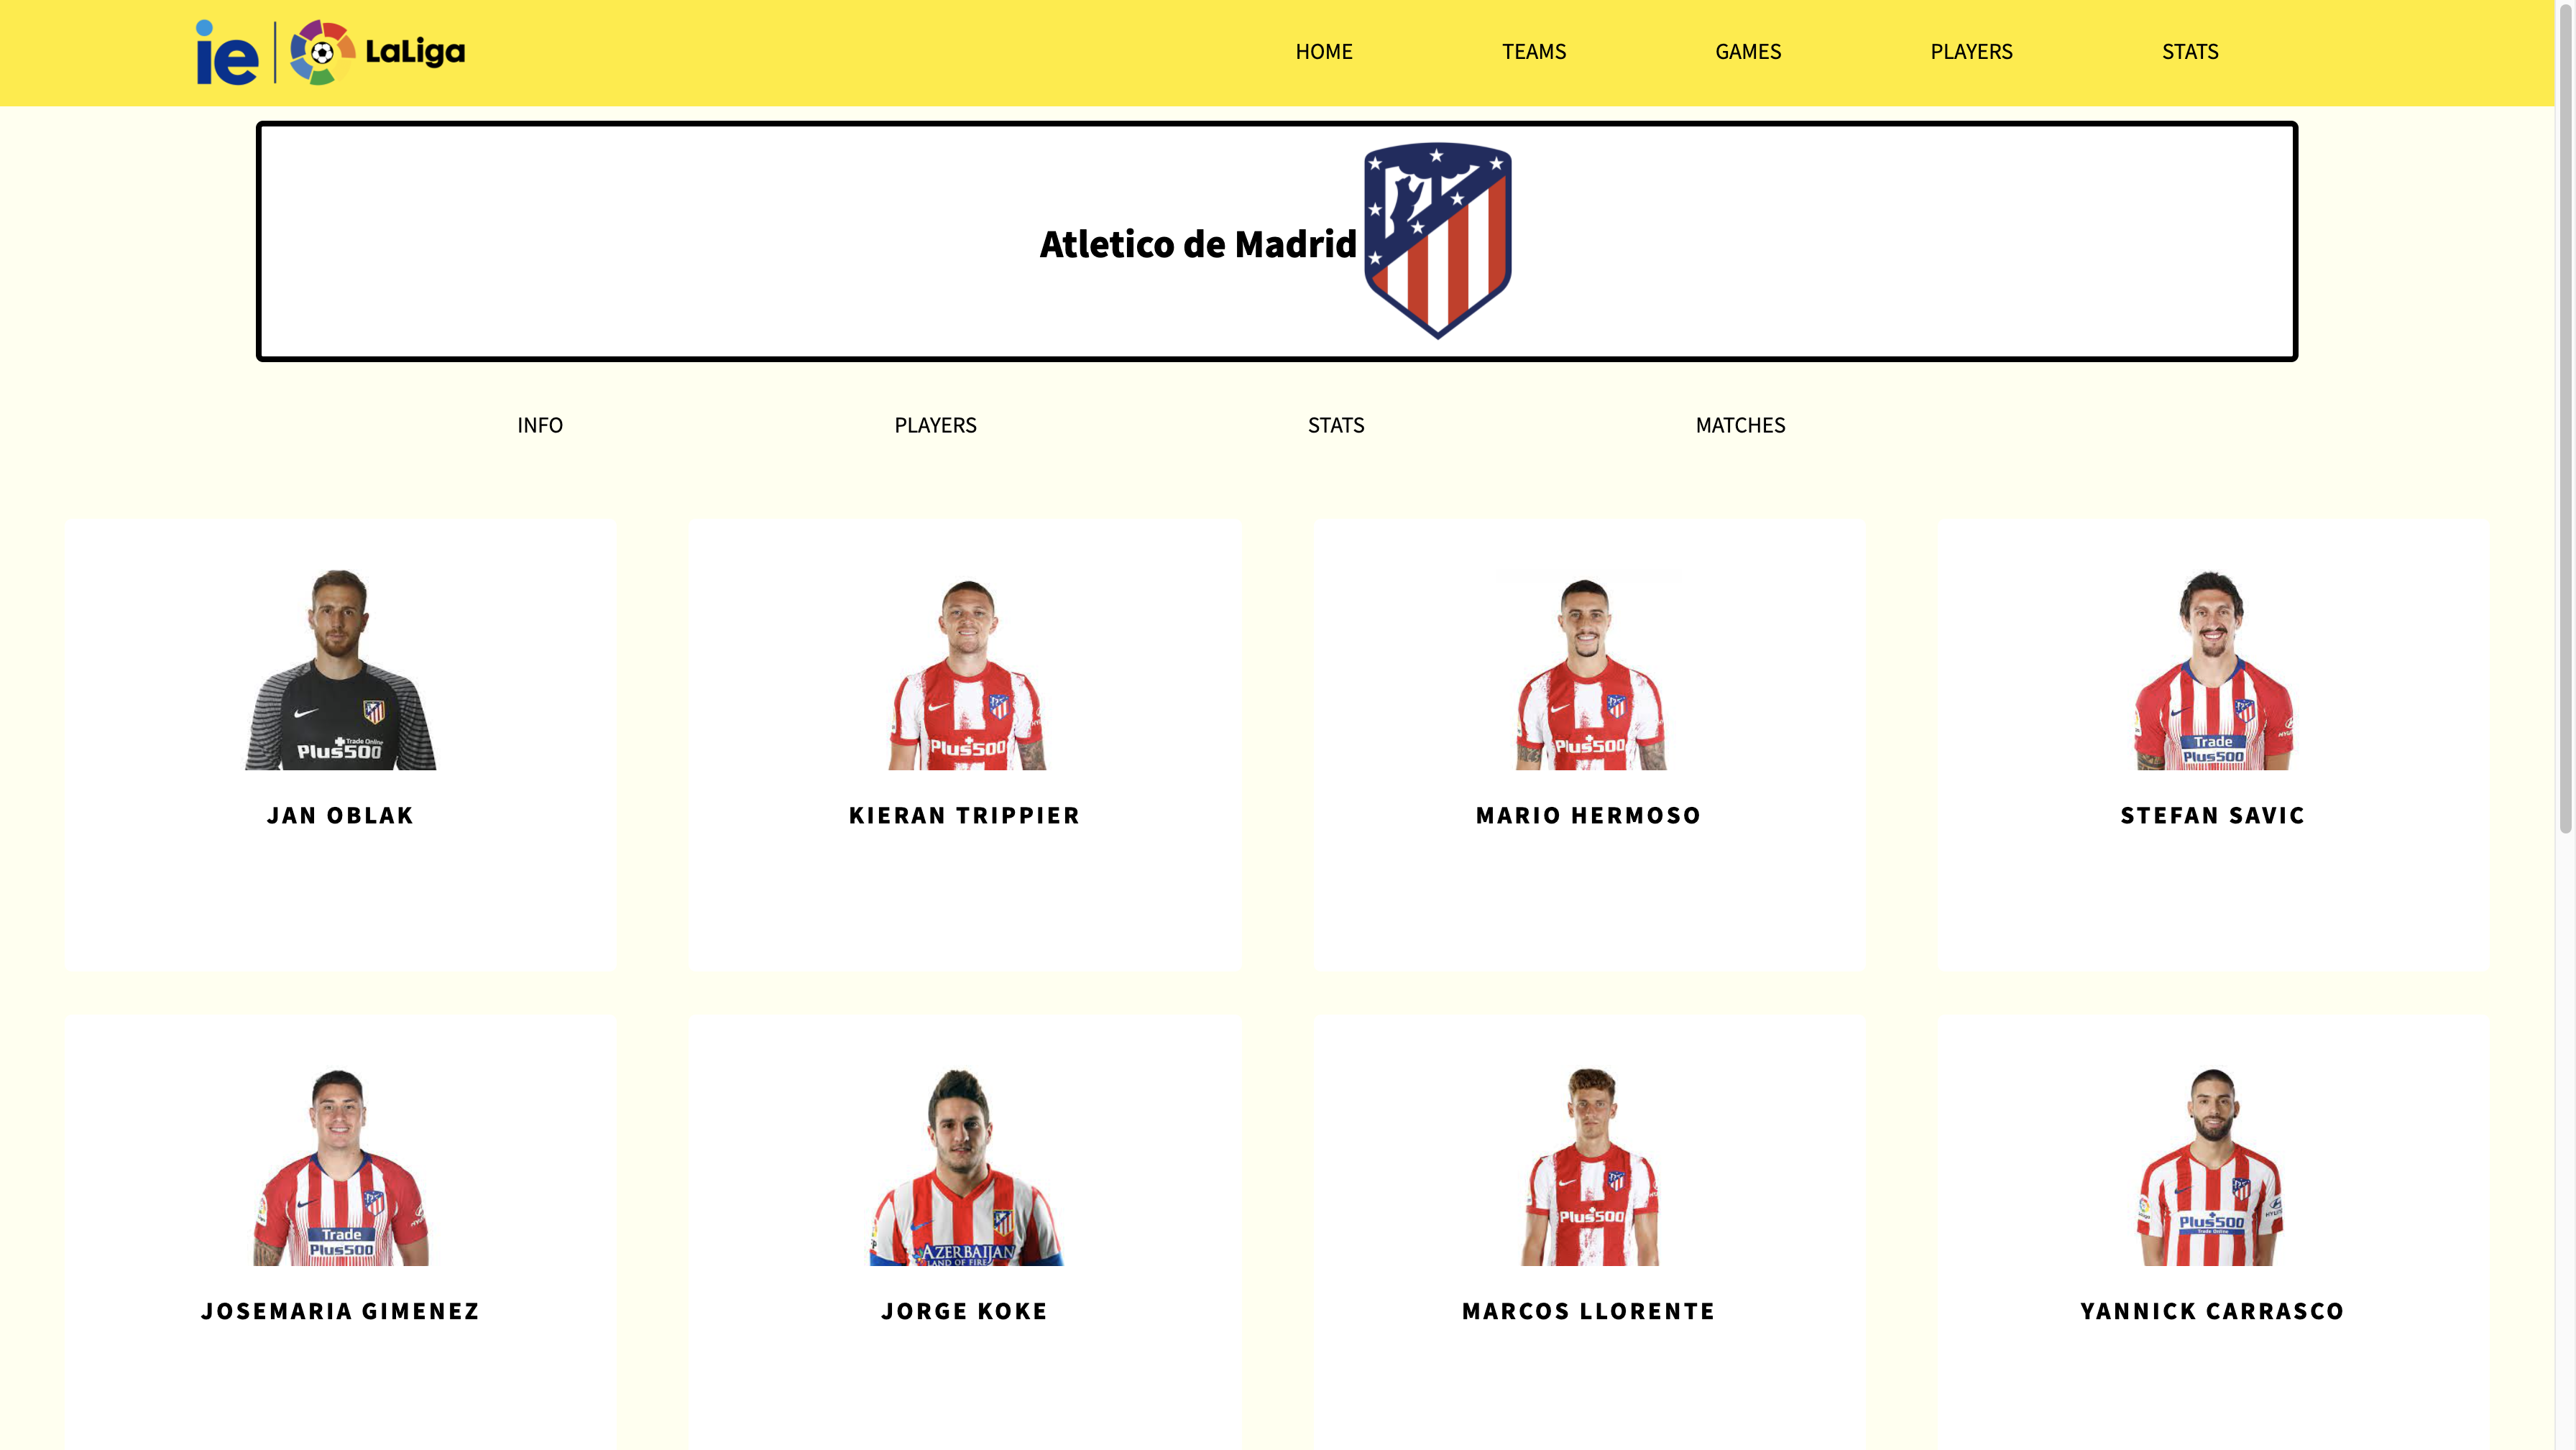 ie | LaLiga
HOME TEAMS GAMES PLAYERS STATS
Atletico de Madrid
INFO PLAYERS STATS MATCHES
Trade Online
Plus500
Plus500
Plus500
Trade
Plus500
JAN OBLAK KIERAN TRIPPIER MARIO HERMOSO STEFAN SAVIC
Trade
Plus500
AZERBAIJAN
LAND OF FIRE
Plus500
Plus500
Trade Online
JOSEMARIA GIMENEZ JORGE KOKE MARCOS LLORENTE YANNICK CARRASCO